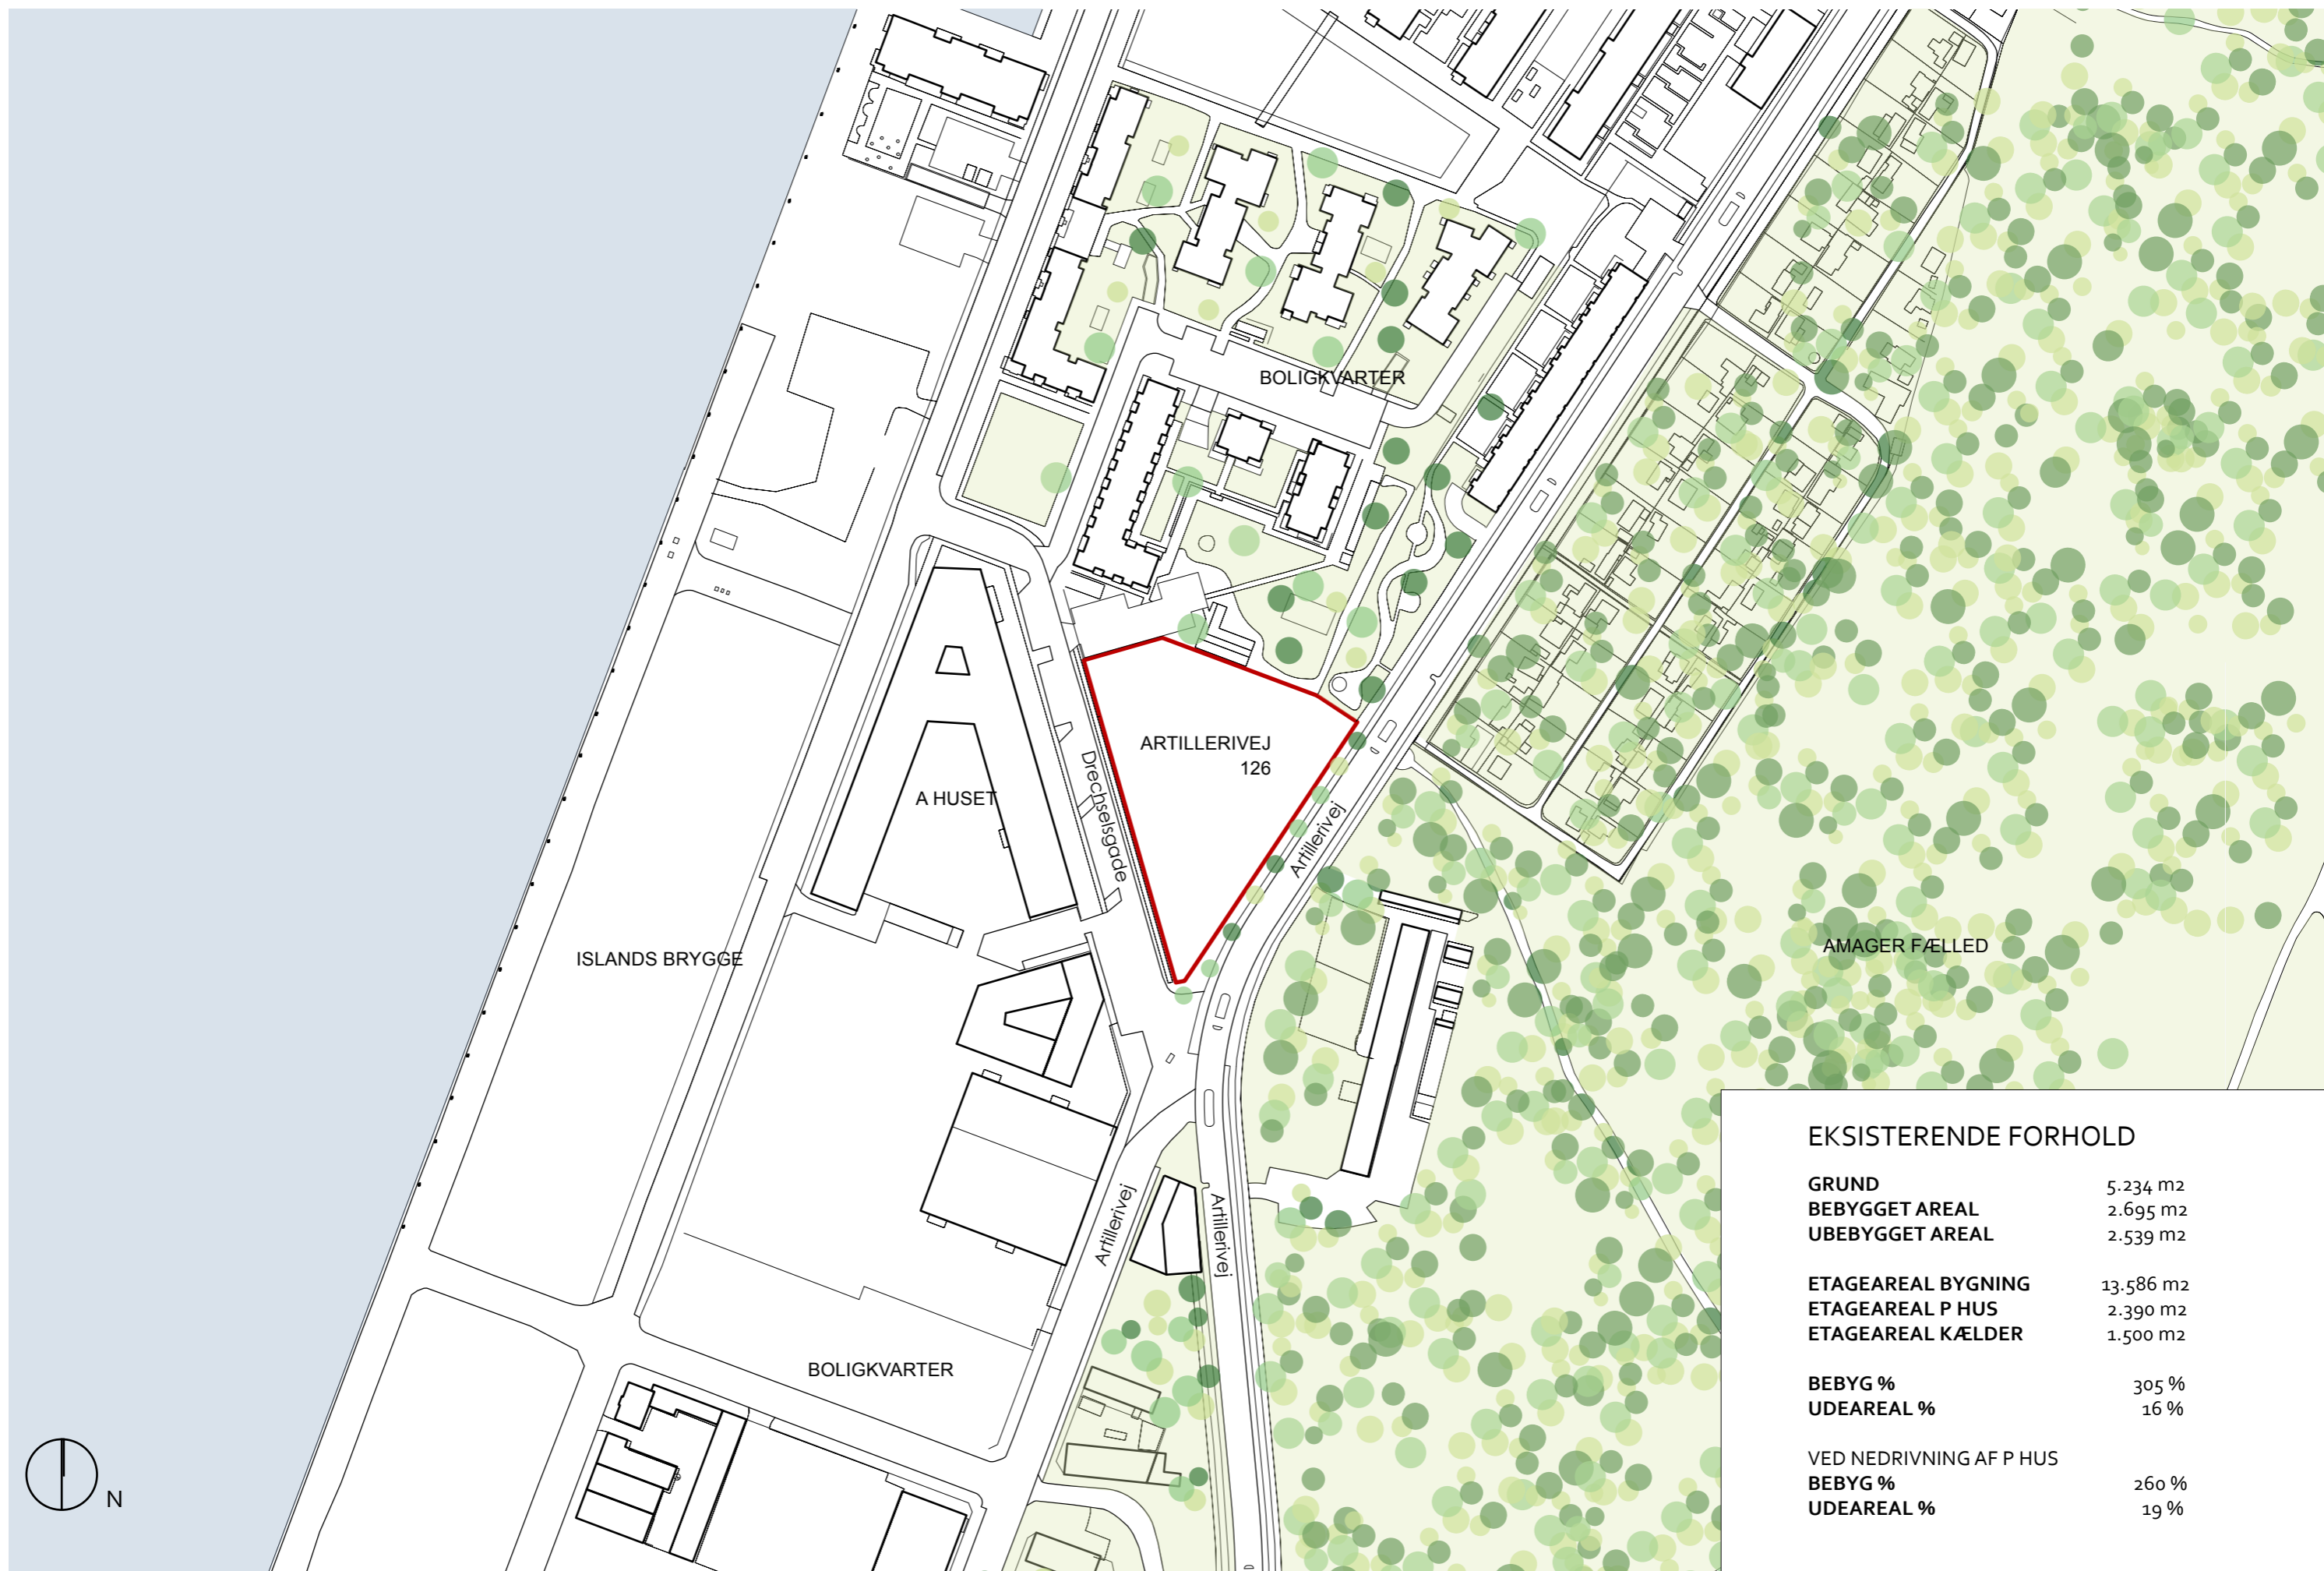 BOLIGKVARTER
ARTILLERIVEJ
126
Drechselsgade
A HUSET
Artillerivej
ISLANDS BRYGGE
AMAGER FÆLLED
Artillerivej
Artillerivej
BOLIGKVARTER
N
EKSISTERENDE FORHOLD
GRUND 5.234 m2
BEBYGGET AREAL 2.695 m2
UBEBYGGET AREAL 2.539 m2
ETAGEAREAL BYGNING 13.586 m2
ETAGEAREAL P HUS 2.390 m2
ETAGEAREAL KÆLDER 1.500 m2
BEBYG % 305 %
UDEAREAL % 16 %
VED NEDRIVNING AF P HUS
BEBYG % 260 %
UDEAREAL % 19 %